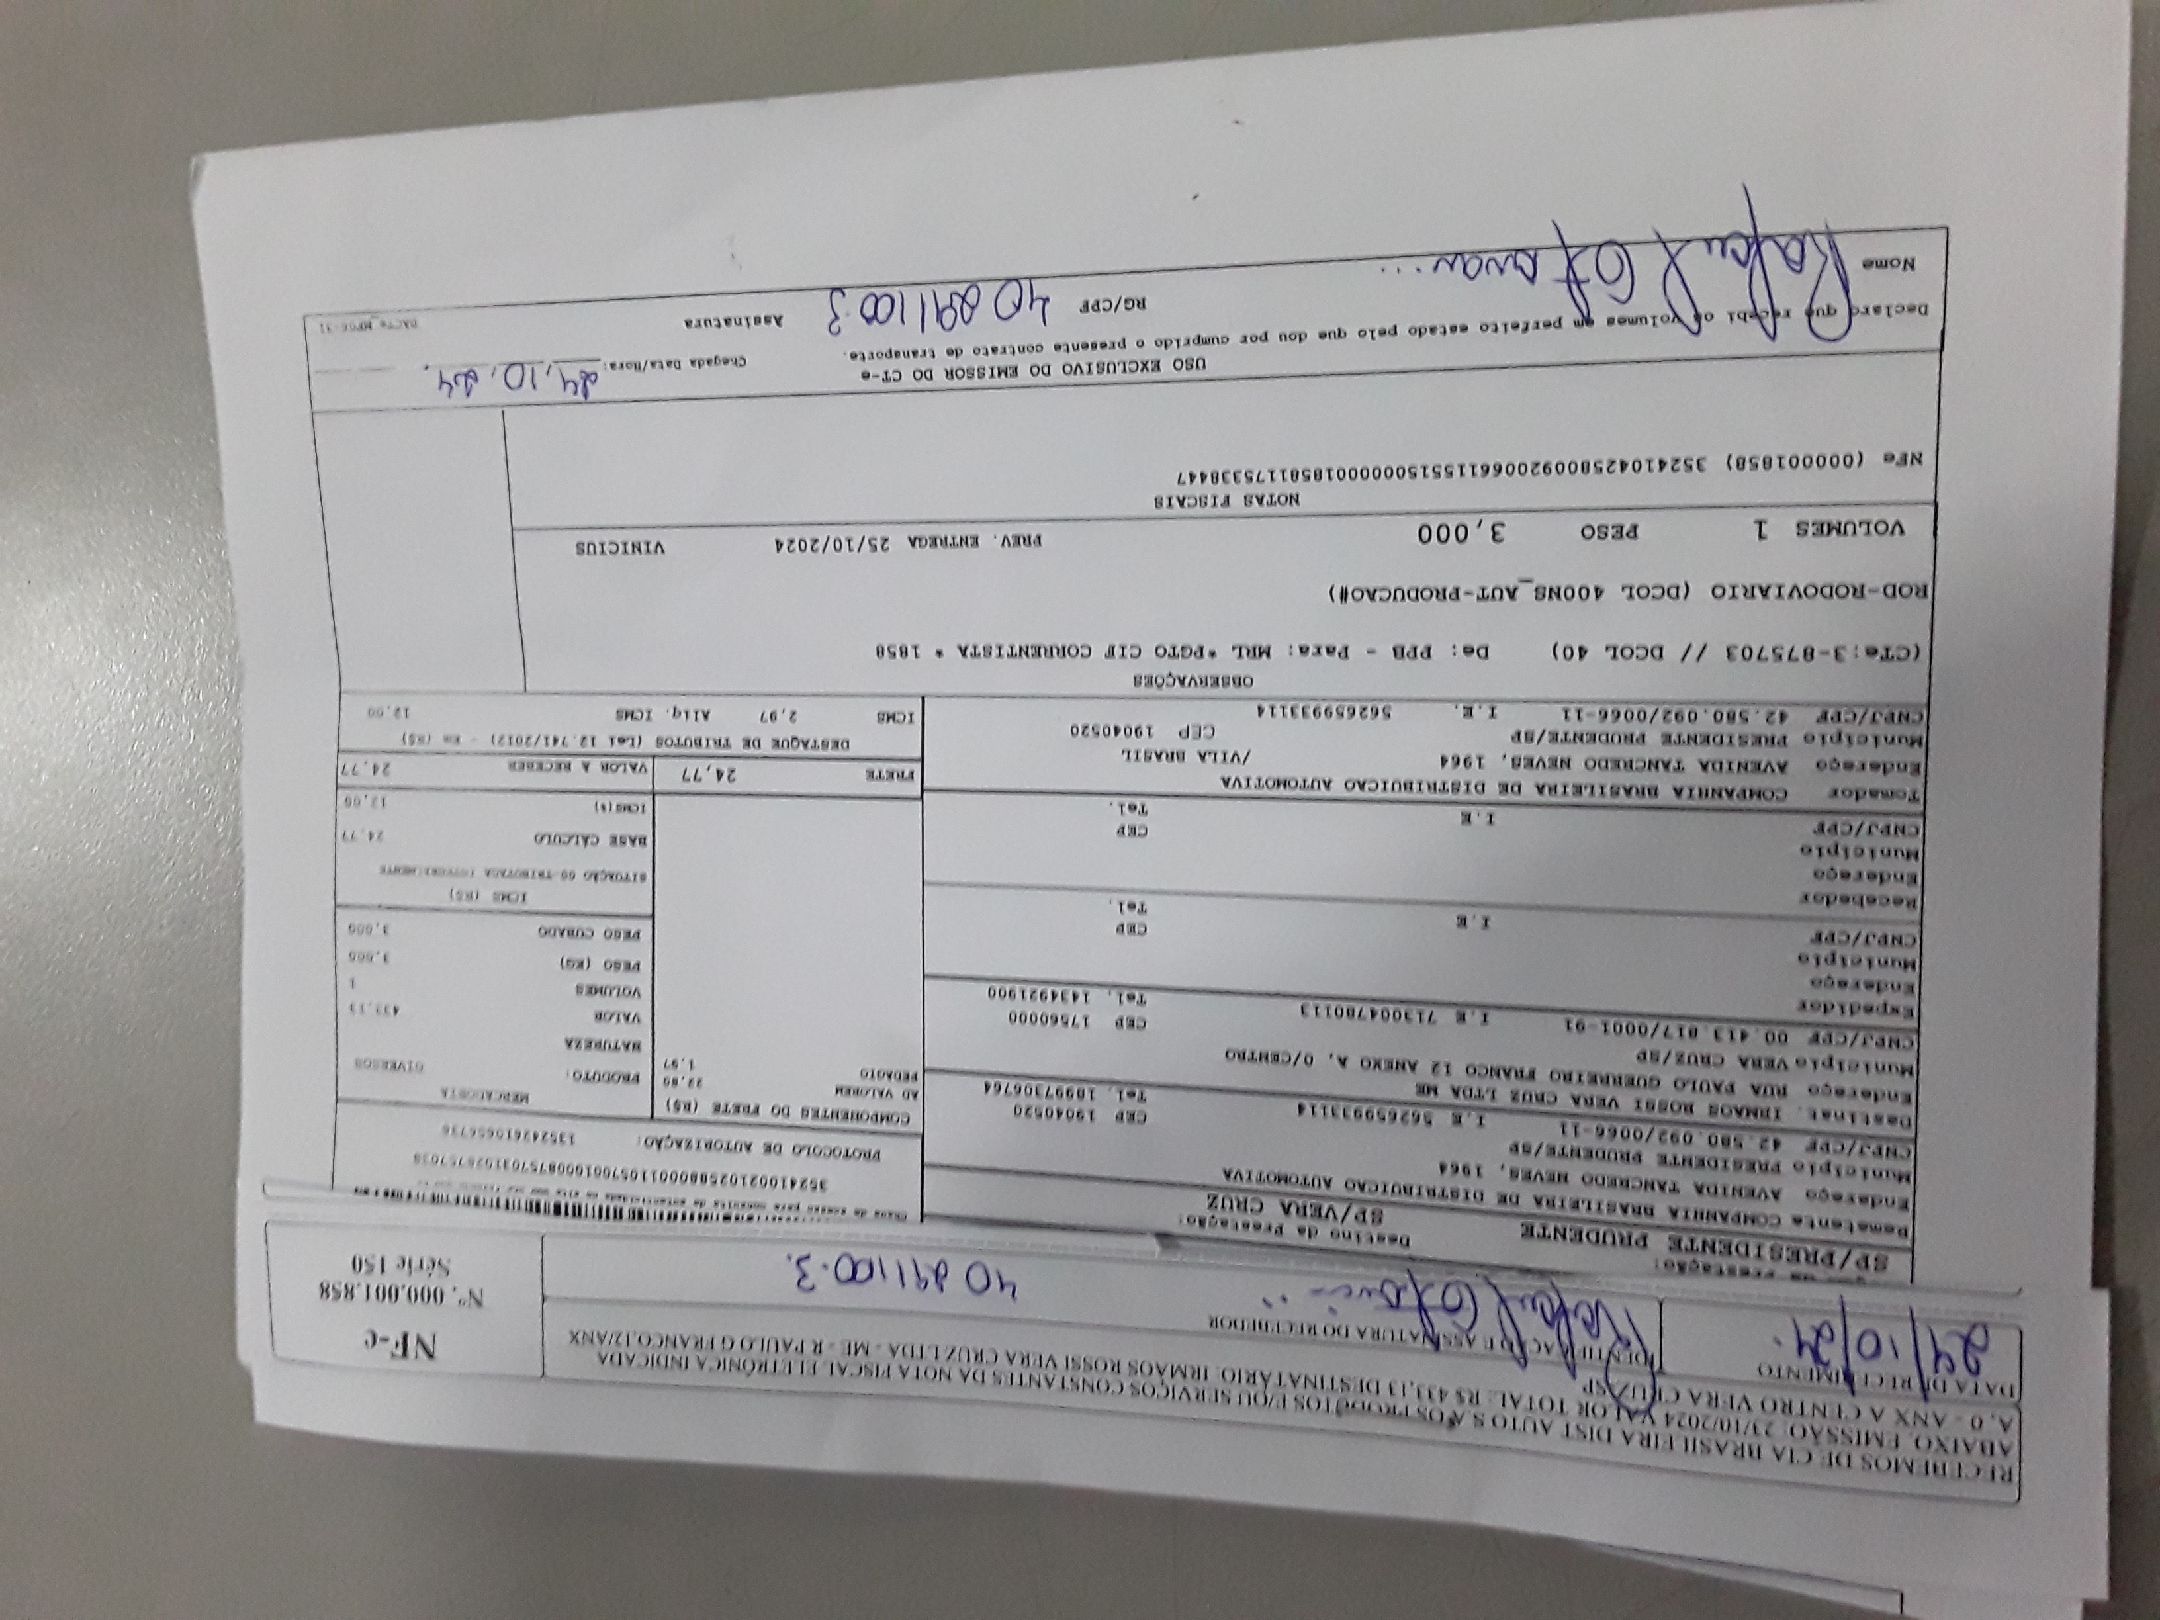 RECEBEMOS DE CIA BRASILEIRA DIST AUTO S.A OS PRODUTOS E/OU SERVIÇOS CONSTANTES DA NOTA FISCAL ELETRÔNICA INDICADA
ABAIXO. EMISSÃO: 23/10/2024 VALOR TOTAL: R$ 433,13 DESTINATÁRIO: IRMAOS ROSSI VERA CRUZ LTDA - ME - R PAULO G FRANCO,12/ANX
A, 0 - ANX A CENTRO VERA CRUZ/SP
NF-e
Nº. 000.001.858
Série 150
DATA DE RECEBIMENTO
24/10/24.
IDENTIFICAÇÃO E ASSINATURA DO RECEBEDOR
Rafael
40 291100.3.
SP/PRESIDENTE PRUDENTE
Destino da Prestação:
SP/VERA CRUZ
Remetente COMPANHIA BRASILEIRA DE DISTRIBUICAO AUTOMOTIVA
Endereço AVENIDA TANCREDO NEVES, 1964
Município PRESIDENTE PRUDENTE/SP CEP 19040520
CNPJ/CPF 42.580.092/0066-11 I.E 562659933114 Tel. 18997306764
Destinat. IRMAOS ROSSI VERA CRUZ LTDA ME
Endereço RUA PAULO GUERREIRO FRANCO 12 ANEXO A, 0/CENTRO
Município VERA CRUZ/SP CEP 17560000
CNPJ/CPF 00.413.817/0001-91 I.E 713004780113 Tel. 1434921900
Expedidor
Endereço
Município CEP
CNPJ/CPF I.E Tel.
Recebedor
Endereço
Município CEP
CNPJ/CPF I.E Tel.
Tomador COMPANHIA BRASILEIRA DE DISTRIBUICAO AUTOMOTIVA
Endereço AVENIDA TANCREDO NEVES, 1964 /VILA BRASIL
Município PRESIDENTE PRUDENTE/SP CEP 19040520
CNPJ/CPF 42.580.092/0066-11 I.E. 562659933114
PROTOCOLO DE AUTORIZAÇÃO:
COMPONENTES DO FRETE (R$)
AD VALOREM 22,80
PEDAGIO 1,97
FRETE 24,77
MERCADORIA
PRODUTO: DIVERSOS
NATUREZA
VALOR 433,13
VOLUMES 1
PESO (KG) 3,000
PESO CUBADO 3,000
ICMS (R$)
BASE CÁLCULO 24,77
ICMS(%) 12,00
VALOR A RECEBER 24,77
DESTAQUE DE TRIBUTOS (Lei 12.741/2012) - Em (R$)
ICMS 2,97 Aliq. ICMS 12,00
OBSERVAÇÕES
(CTe:3-875703 // DCOL 40) De: PPB - Para: MRL *PGTO CIF CORRENTISTA * 1858
ROD-RODOVIARIO (DCOL 400NS_AUT-PRODUCAO#)
VOLUMES 1 PESO 3,000 PREV. ENTREGA 25/10/2024 VINICIUS
NOTAS FISCAIS
NFe (000001858) 35241042580092006611551500000018581175338447
USO EXCLUSIVO DO EMISSOR DO CT-e
Declaro que recebi os volumes em perfeito estado pelo que dou por cumprido o presente contrato de transporte.
Chegada Data/Hora: 24,10,24.
Nome Rafael
RG/CPF 40 291100.3
Assinatura